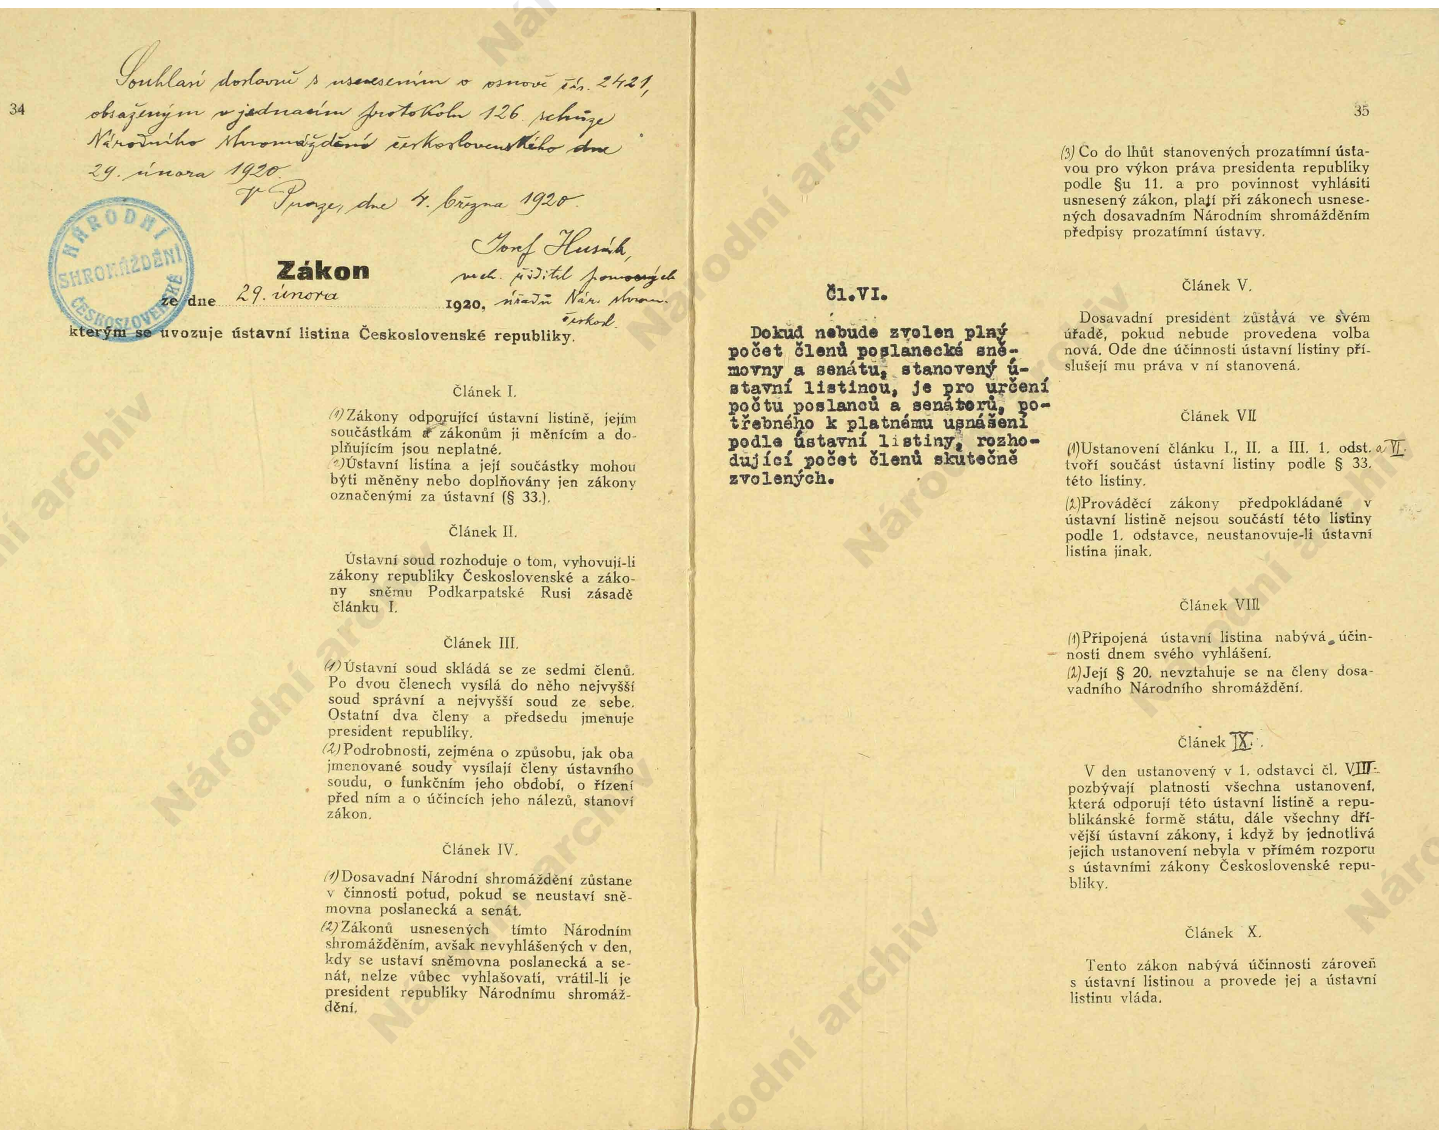 34
Souhlasí doslovně s usnesením o osnově čís. 2421,
obsaženým v jednacím protokolu 126. schůze
Národního shromáždění československého dne
29. února 1920.
V Praze, dne 4. března 1920.
NÁRODNÍ
SHROMÁŽDĚNÍ
ČESKOSLOVENSKÉ
Josef Husák,
ředitel pomocných
úřadů Nár. shrom.
českosl.
Zákon
ze dne 29. února 1920,
kterým se uvozuje ústavní listina Československé republiky.
Článek I.
(1) Zákony odporující ústavní listině, jejím
součástkám a zákonům ji měnícím a do-
plňujícím jsou neplatné.
(2) Ústavní listina a její součástky mohou
býti měněny nebo doplňovány jen zákony
označenými za ústavní (§ 33.).
Článek II.
Ústavní soud rozhoduje o tom, vyhovují-li
zákony republiky Československé a záko-
ny sněmu Podkarpatské Rusi zásadě
článku I.
Článek III.
(1) Ústavní soud skládá se ze sedmi členů.
Po dvou členech vysílá do něho nejvyšší
soud správní a nejvyšší soud ze sebe.
Ostatní dva členy a předsedu jmenuje
president republiky.
(2) Podrobnosti, zejména o způsobu, jak oba
jmenované soudy vysílají členy ústavního
soudu, o funkčním jeho období, o řízení
před ním a o účincích jeho nálezů, stanoví
zákon.
Článek IV.
(1) Dosavadní Národní shromáždění zůstane
v činnosti potud, pokud se neustaví sně-
movna poslanecká a senát.
(2) Zákonů usnesených tímto Národním
shromážděním, avšak nevyhlášených v den,
kdy se ustaví sněmovna poslanecká a se-
nát, nelze vůbec vyhlašovati, vrátil-li je
president republiky Národnímu shromáž-
dění.
Čl.VI.
Dokud nebude zvolen plný
počet členů poslanecké sně-
movny a senátu, stanovený ú-
stavní listinou, je pro určení
počtu poslanců a senátorů, po-
třebného k platnému usnášení
podle ústavní listiny, rozho-
dující počet členů skutečně
zvolených.
35
(3) Co do lhůt stanovených prozatímní ústa-
vou pro výkon práva presidenta republiky
podle §u 11. a pro povinnost vyhlásiti
usnesený zákon, platí při zákonech usnese-
ných dosavadním Národním shromážděním
předpisy prozatímní ústavy.
Článek V.
Dosavadní president zůstává ve svém
úřadě, pokud nebude provedena volba
nová. Ode dne účinnosti ústavní listiny pří-
slušejí mu práva v ní stanovená.
Článek VII
(1) Ustanovení článku I., II. a III. 1. odst. a VI.
tvoří součást ústavní listiny podle § 33.
této listiny.
(2) Prováděcí zákony předpokládané v
ústavní listině nejsou součástí této listiny
podle 1. odstavce, neustanovuje-li ústavní
listina jinak.
Článek VIII
(1) Připojená ústavní listina nabývá účin-
nosti dnem svého vyhlášení.
(2) Její § 20. nevztahuje se na členy dosa-
vadního Národního shromáždění.
Článek IX.
V den ustanovený v 1. odstavci čl. VIII.
pozbývají platnosti všechna ustanovení,
která odporují této ústavní listině a repu-
blikánské formě státu, dále všechny dří-
vější ústavní zákony, i když by jednotlivá
jejich ustanovení nebyla v přímém rozporu
s ústavními zákony Československé repu-
bliky.
Článek X.
Tento zákon nabývá účinnosti zároveň
s ústavní listinou a provede jej a ústavní
listinu vláda.
Národní archiv